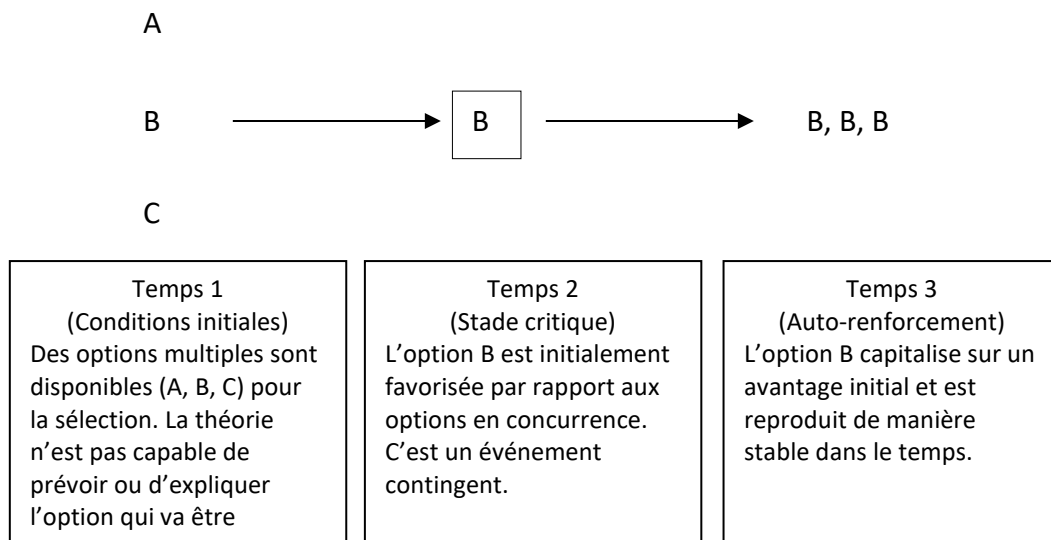 A
B
B
B, B, B
C
Temps 1
(Conditions initiales)
Des options multiples sont
disponibles (A, B, C) pour
la sélection. La théorie
n’est pas capable de
prévoir ou d’expliquer
l’option qui va être
Temps 2
(Stade critique)
L’option B est initialement
favorisée par rapport aux
options en concurrence.
C’est un événement
contingent.
Temps 3
(Auto-renforcement)
L’option B capitalise sur un
avantage initial et est
reproduit de manière
stable dans le temps.